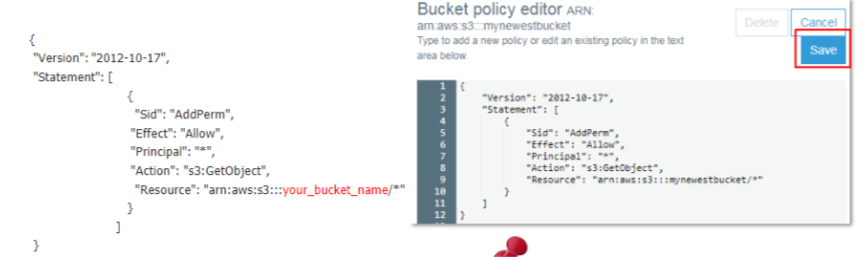 {
"Version": "2012-10-17",
"Statement": [
{
"Sid": "AddPerm",
"Effect": "Allow",
"Principal": "*",
"Action": "s3:GetObject",
"Resource": "arn:aws:s3:::your_bucket_name/*"
}
]
}
Bucket policy editor ARN:
arn:aws:s3:::mynewestbucket
Type to add a new policy or edit an existing policy in the text
area below.
Delete Cancel
Save
1 {
2 "Version": "2012-10-17",
3 "Statement": [
4 {
5 "Sid": "AddPerm",
6 "Effect": "Allow",
7 "Principal": "*",
8 "Action": "s3:GetObject",
9 "Resource": "arn:aws:s3:::mynewestbucket/*"
10 }
11 ]
12 }